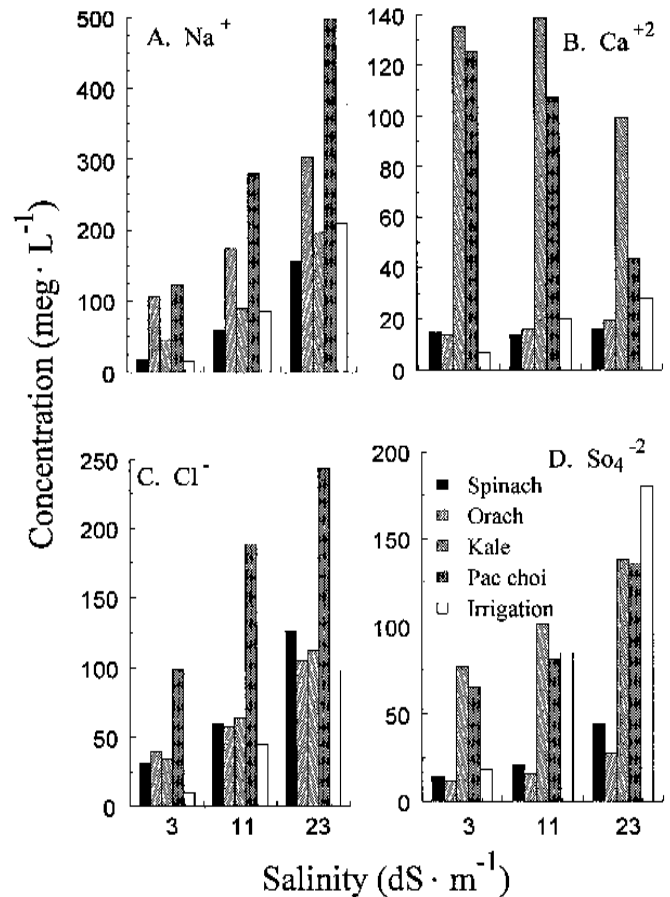 A. Na+
500
400
300
200
100
0
B. Ca+2
140
120
100
80
60
40
20
0
Concentration (meg · L-1)
C. Cl-
250
200
150
100
50
0
3 11 23
D. So4-2
200
150
100
50
0
Spinach
Orach
Kale
Pac choi
Irrigation
3 11 23
Salinity (dS · m-1)